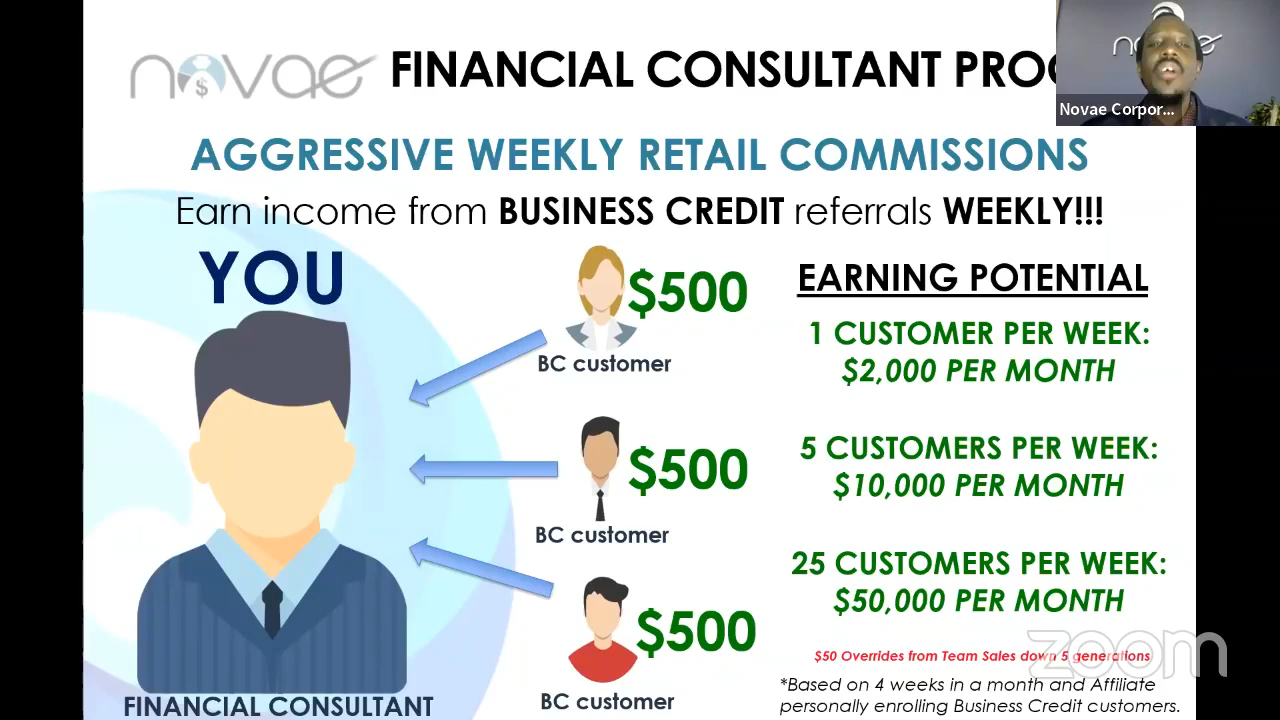 novae FINANCIAL CONSULTANT PROG
novae
Novae Corpor...
AGGRESSIVE WEEKLY RETAIL COMMISSIONS
Earn income from BUSINESS CREDIT referrals WEEKLY!!!
YOU
$500
BC customer
$500
BC customer
$500
BC customer
FINANCIAL CONSULTANT
EARNING POTENTIAL
1 CUSTOMER PER WEEK:
$2,000 PER MONTH
5 CUSTOMERS PER WEEK:
$10,000 PER MONTH
25 CUSTOMERS PER WEEK:
$50,000 PER MONTH
$50 Overrides from Team Sales down 5 generations
*Based on 4 weeks in a month and Affiliate
personally enrolling Business Credit customers.
zoom